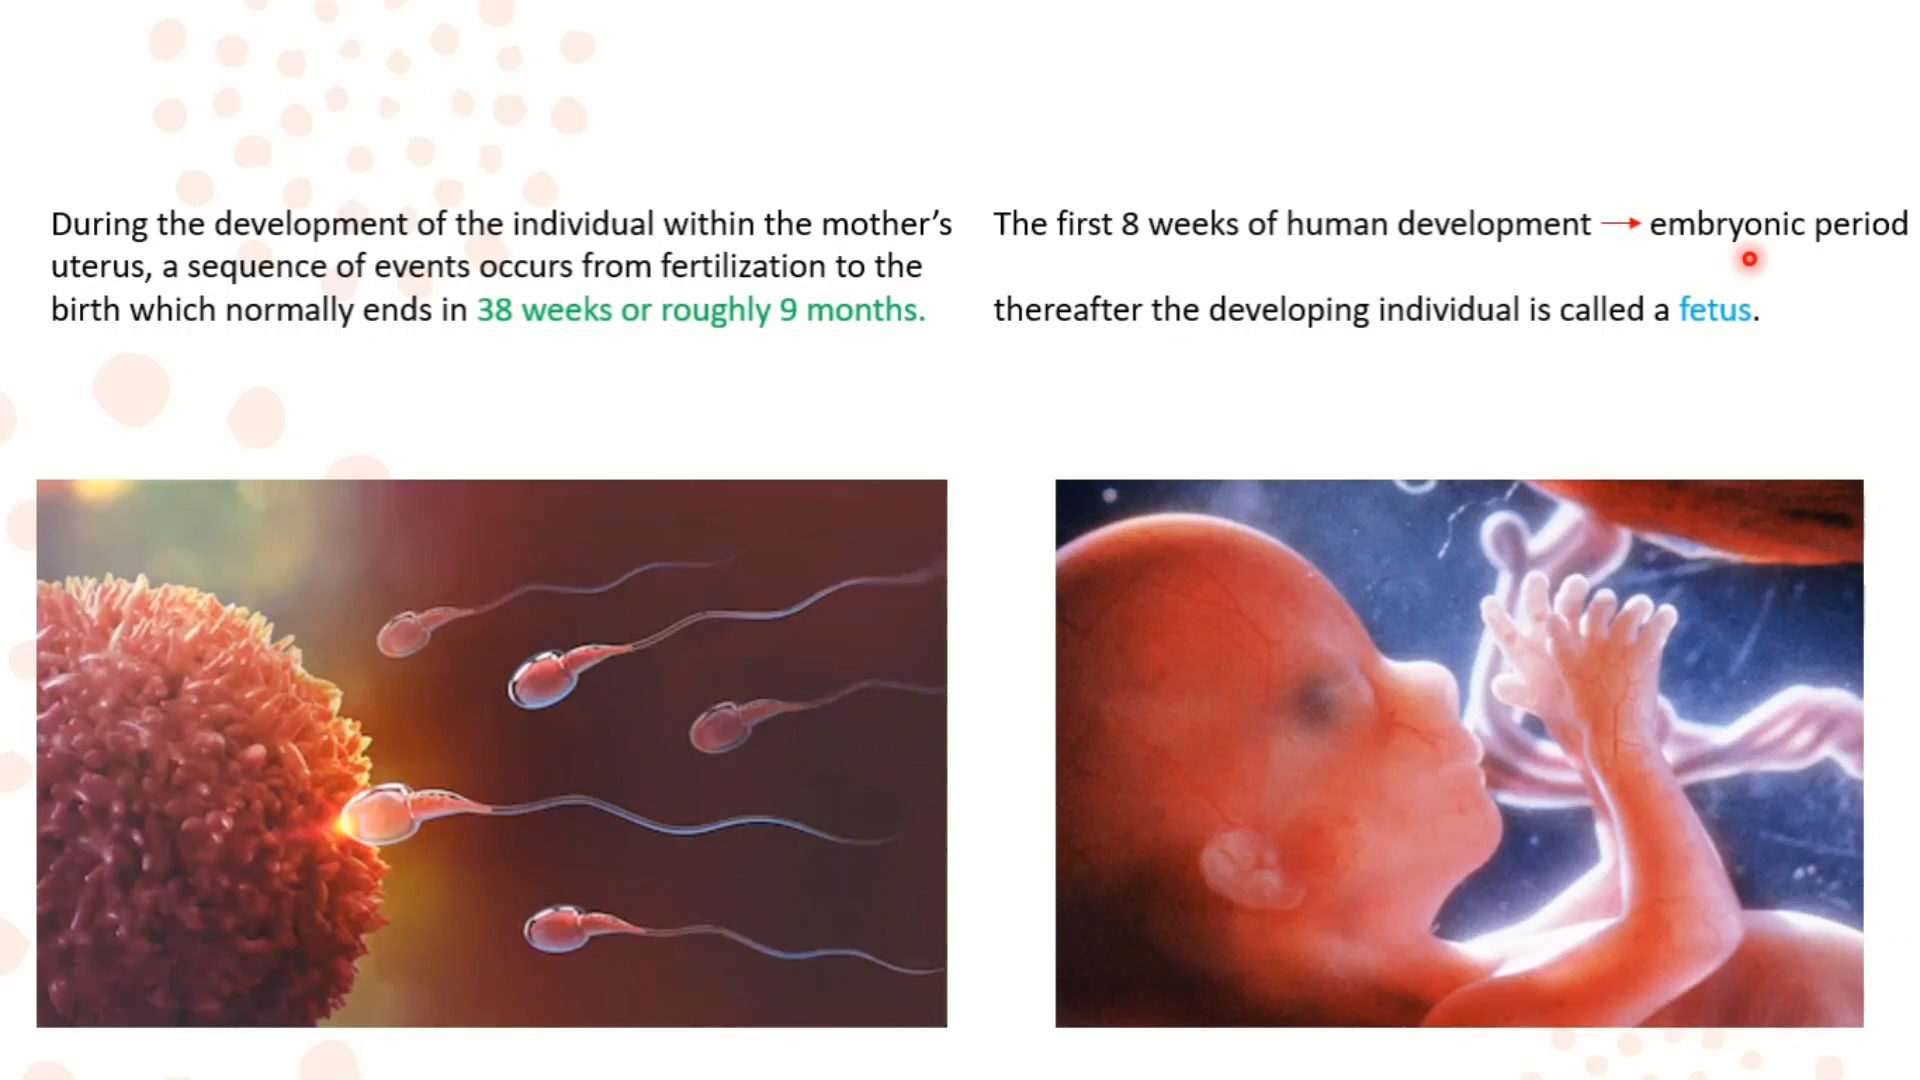 During the development of the individual within the mother’s
uterus, a sequence of events occurs from fertilization to the
birth which normally ends in 38 weeks or roughly 9 months.
The first 8 weeks of human development → embryonic period
thereafter the developing individual is called a fetus.